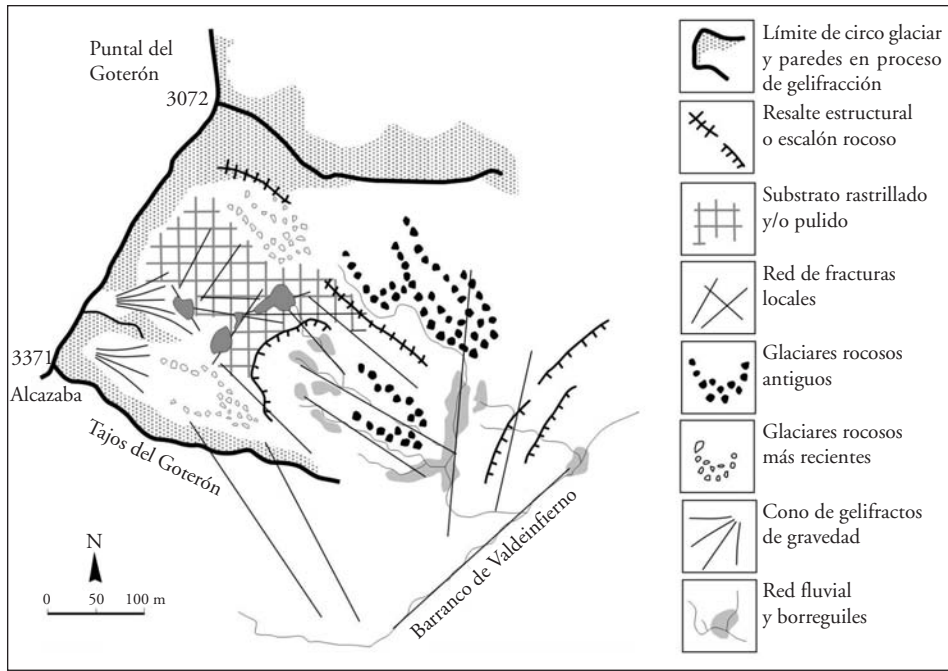 Puntal del
Goterón
3072
3371
Alcazaba
Tajos del Goterón
Barranco de Valdeinfierno
N
0 50 100 m
Límite de circo glaciar
y paredes en proceso
de gelifracción
Resalte estructural
o escalón rocoso
Substrato rastrillado
y/o pulido
Red de fracturas
locales
Glaciares rocosos
antiguos
Glaciares rocosos
más recientes
Cono de gelifractos
de gravedad
Red fluvial
y borreguiles